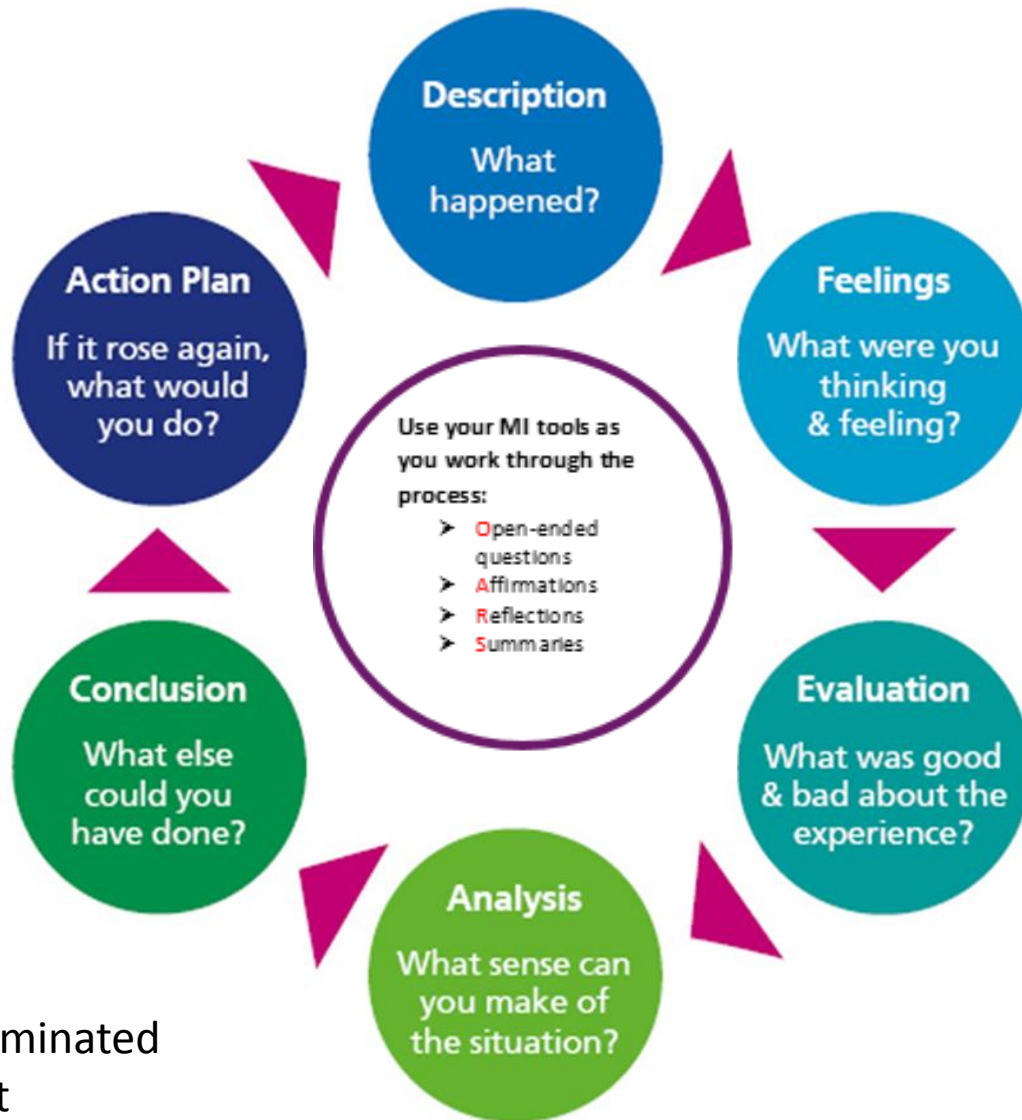 Description
What
happened?
Feelings
What were you
thinking
& feeling?
Evaluation
What was good
& bad about the
experience?
Analysis
What sense can
you make of
the situation?
Conclusion
What else
could you
have done?
Action Plan
If it rose again,
what would
you do?
Use your MI tools as
you work through the
process:
➤ Open-ended
questions
➤ Affirmations
➤ Reflections
➤ Summaries
minated
t